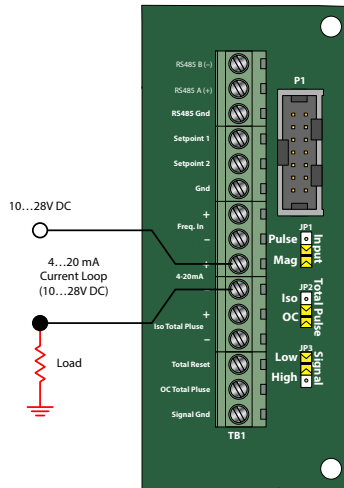 RS485 B (−)
RS485 A (+)
RS485 Gnd
Setpoint 1
Setpoint 2
Gnd
+
Freq. In
−
+
4-20mA
−
+
Iso Total Pluse
−
Total Reset
OC Total Pluse
Signal Gnd
TB1
P1
JP1
Pulse
Mag
Input
JP2
Iso
OC
Total Pulse
JP3
Low
High
Signal
10…28V DC
4…20 mA
Current Loop
(10…28V DC)
Load